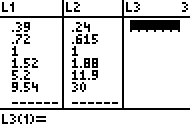 L1 L2 L3 3
.39 .24 ------
.72 .615
1 1
1.52 1.88
5.2 11.9
9.54 30
------ ------
L3(1)=